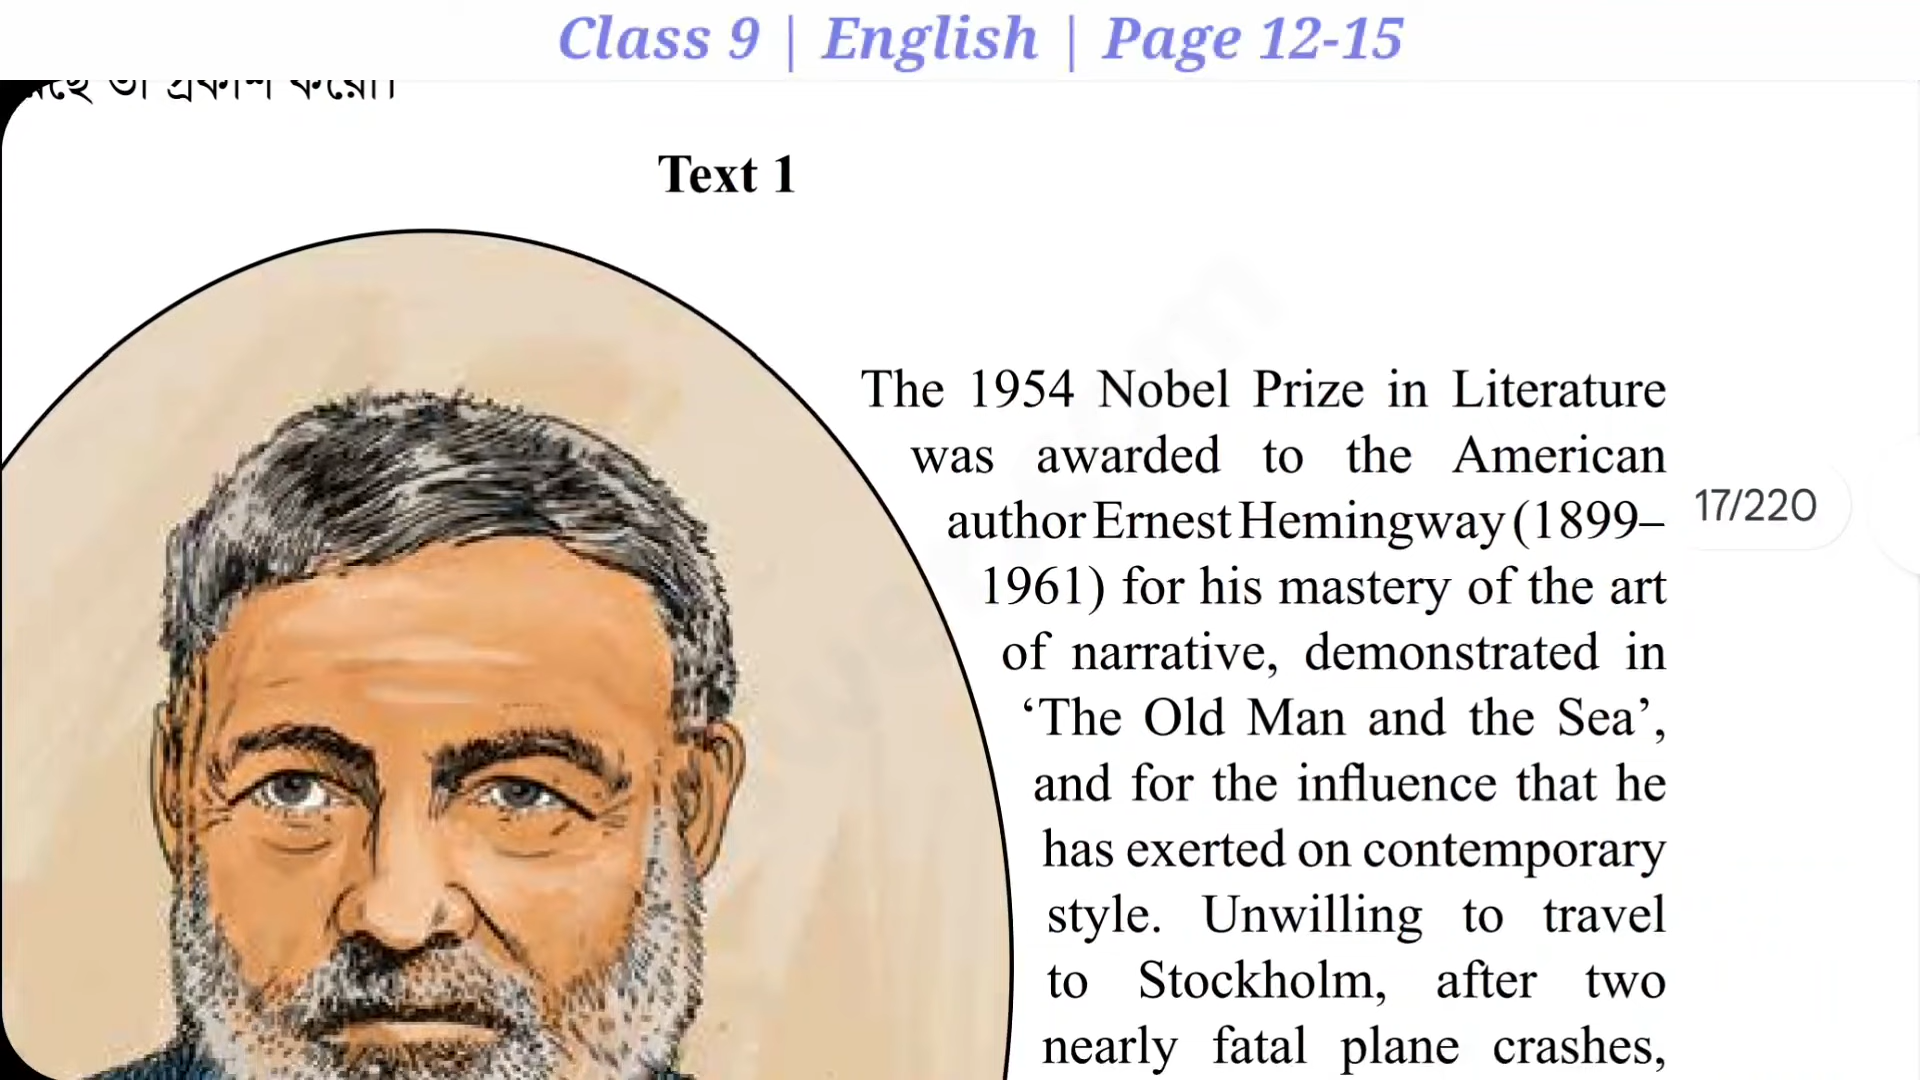 Class 9 | English | Page 12-15
তা প্রকাশ করো।
Text 1
The 1954 Nobel Prize in Literature
was awarded to the American
author Ernest Hemingway (1899–
1961) for his mastery of the art
of narrative, demonstrated in
‘The Old Man and the Sea’,
and for the influence that he
has exerted on contemporary
style. Unwilling to travel
to Stockholm, after two
nearly fatal plane crashes,
17/220